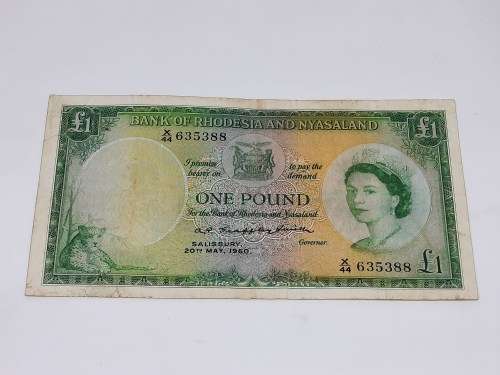 BANK OF RHODESIA AND NYASALAND
£1 £1
X/44 635388
I promise to pay the
bearer on demand
ONE POUND
For the Bank of Rhodesia and Nyasaland.
SALISBURY, Governor.
20TH MAY, 1960.
X/44 635388 £1